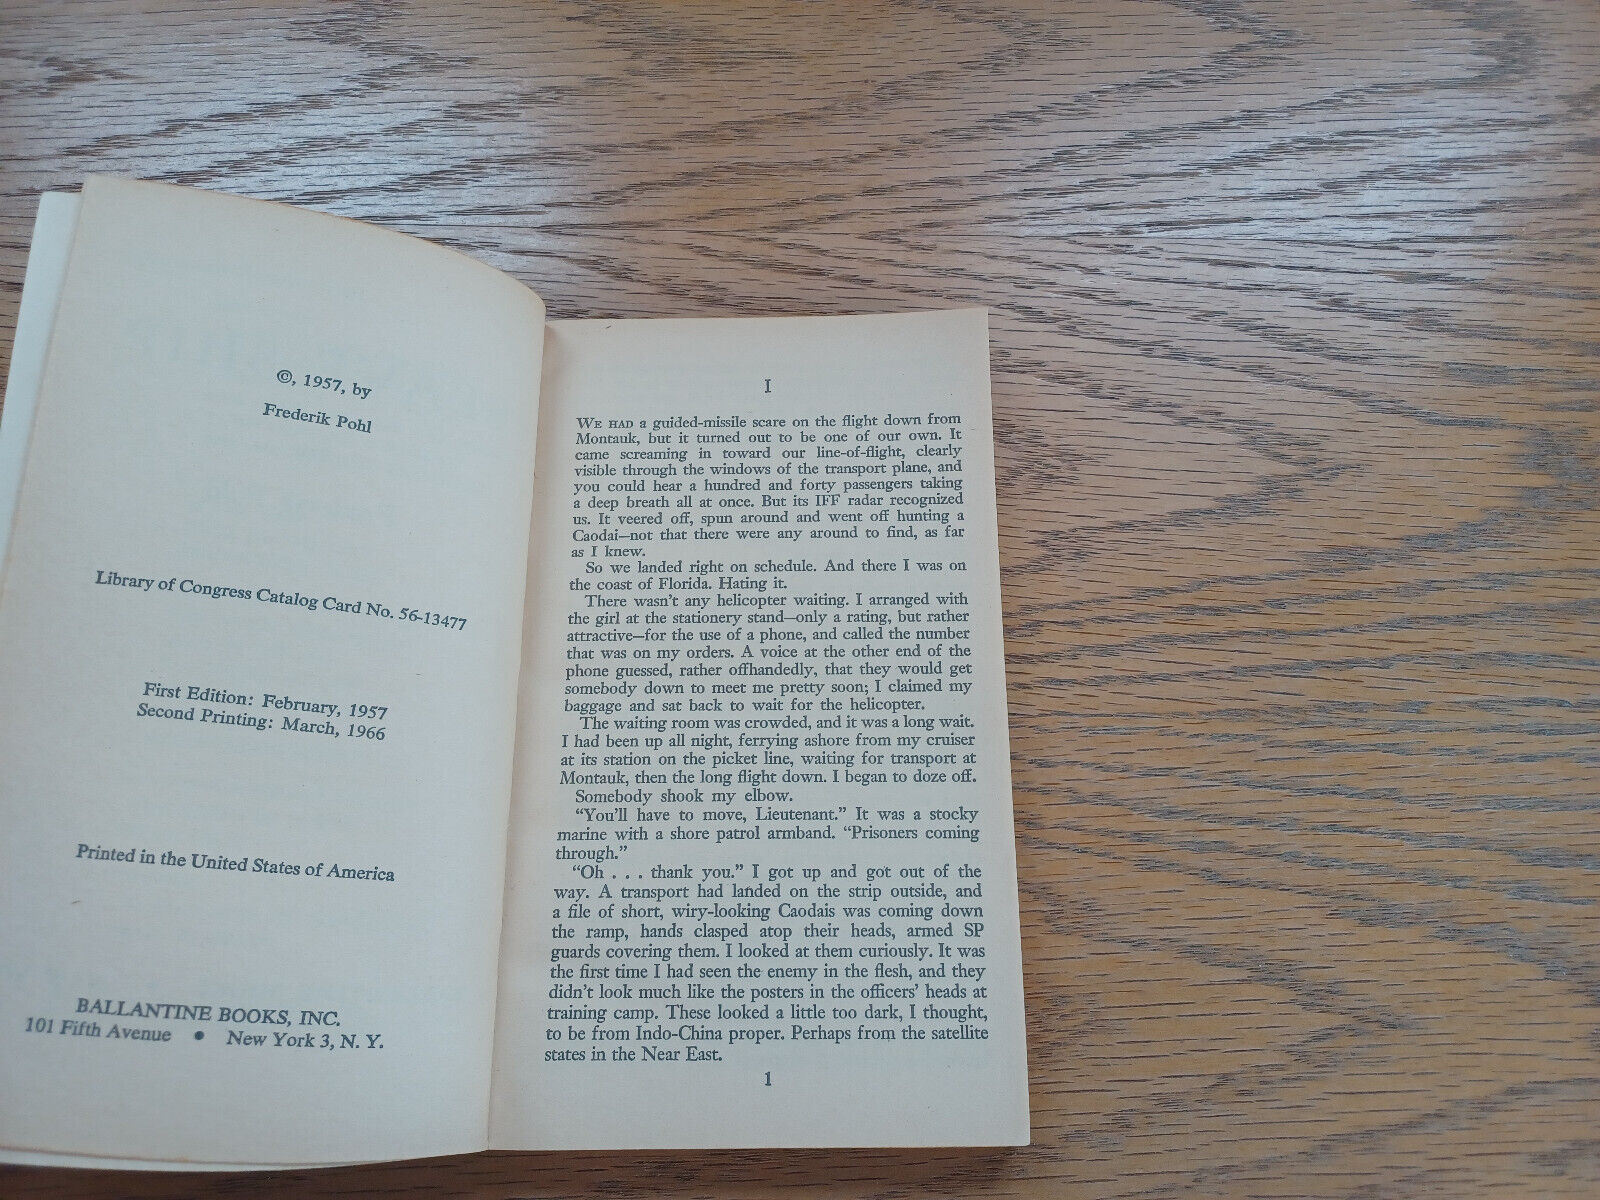 ©, 1957, by
Frederik Pohl
Library of Congress Catalog Card No. 56-13477
First Edition: February, 1957
Second Printing: March, 1966
Printed in the United States of America
BALLANTINE BOOKS, INC.
101 Fifth Avenue • New York 3, N. Y.
I
WE HAD a guided-missile scare on the flight down from
Montauk, but it turned out to be one of our own. It
came screaming in toward our line-of-flight, clearly
visible through the windows of the transport plane, and
you could hear a hundred and forty passengers taking
a deep breath all at once. But its IFF radar recognized
us. It veered off, spun around and went off hunting a
Caodai—not that there were any around to find, as far
as I knew.
So we landed right on schedule. And there I was on
the coast of Florida. Hating it.
There wasn't any helicopter waiting. I arranged with
the girl at the stationery stand—only a rating, but rather
attractive—for the use of a phone, and called the number
that was on my orders. A voice at the other end of the
phone guessed, rather offhandedly, that they would get
somebody down to meet me pretty soon; I claimed my
baggage and sat back to wait for the helicopter.
The waiting room was crowded, and it was a long wait.
I had been up all night, ferrying ashore from my cruiser
at its station on the picket line, waiting for transport at
Montauk, then the long flight down. I began to doze off.
Somebody shook my elbow.
"You'll have to move, Lieutenant." It was a stocky
marine with a shore patrol armband. "Prisoners coming
through."
"Oh . . . thank you." I got up and got out of the
way. A transport had landed on the strip outside, and
a file of short, wiry-looking Caodais was coming down
the ramp, hands clasped atop their heads, armed SP
guards covering them. I looked at them curiously. It was
the first time I had seen the enemy in the flesh, and they
didn't look much like the posters in the officers' heads at
training camp. These looked a little too dark, I thought,
to be from Indo-China proper. Perhaps from the satellite
states in the Near East.
1